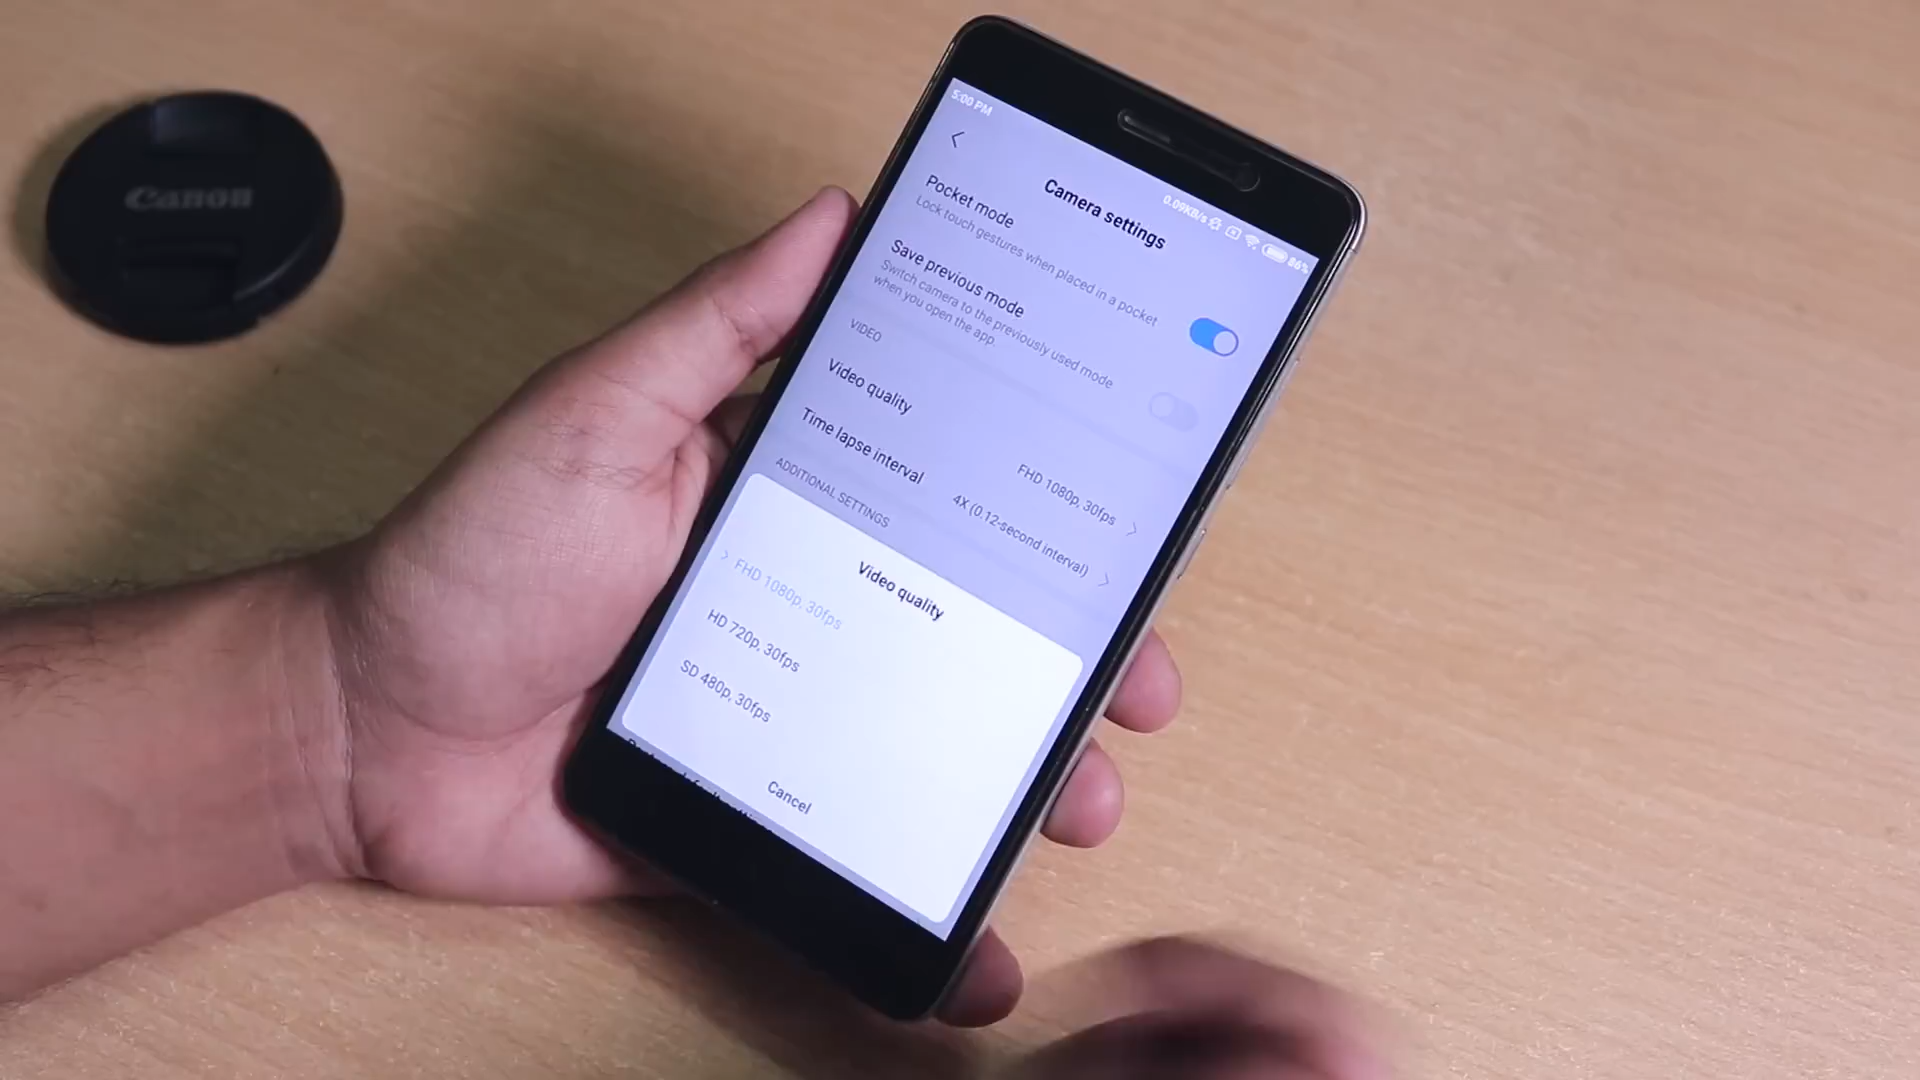 Canon
5:00 PM
0.09KB/s
86%
Camera settings
Pocket mode
Lock touch gestures when placed in a pocket
Save previous mode
Switch camera to the previously used mode
when you open the app.
VIDEO
Video quality
FHD 1080p, 30fps
Time lapse interval
4X (0.12-second interval)
ADDITIONAL SETTINGS
Video quality
FHD 1080p, 30fps
HD 720p, 30fps
SD 480p, 30fps
Cancel